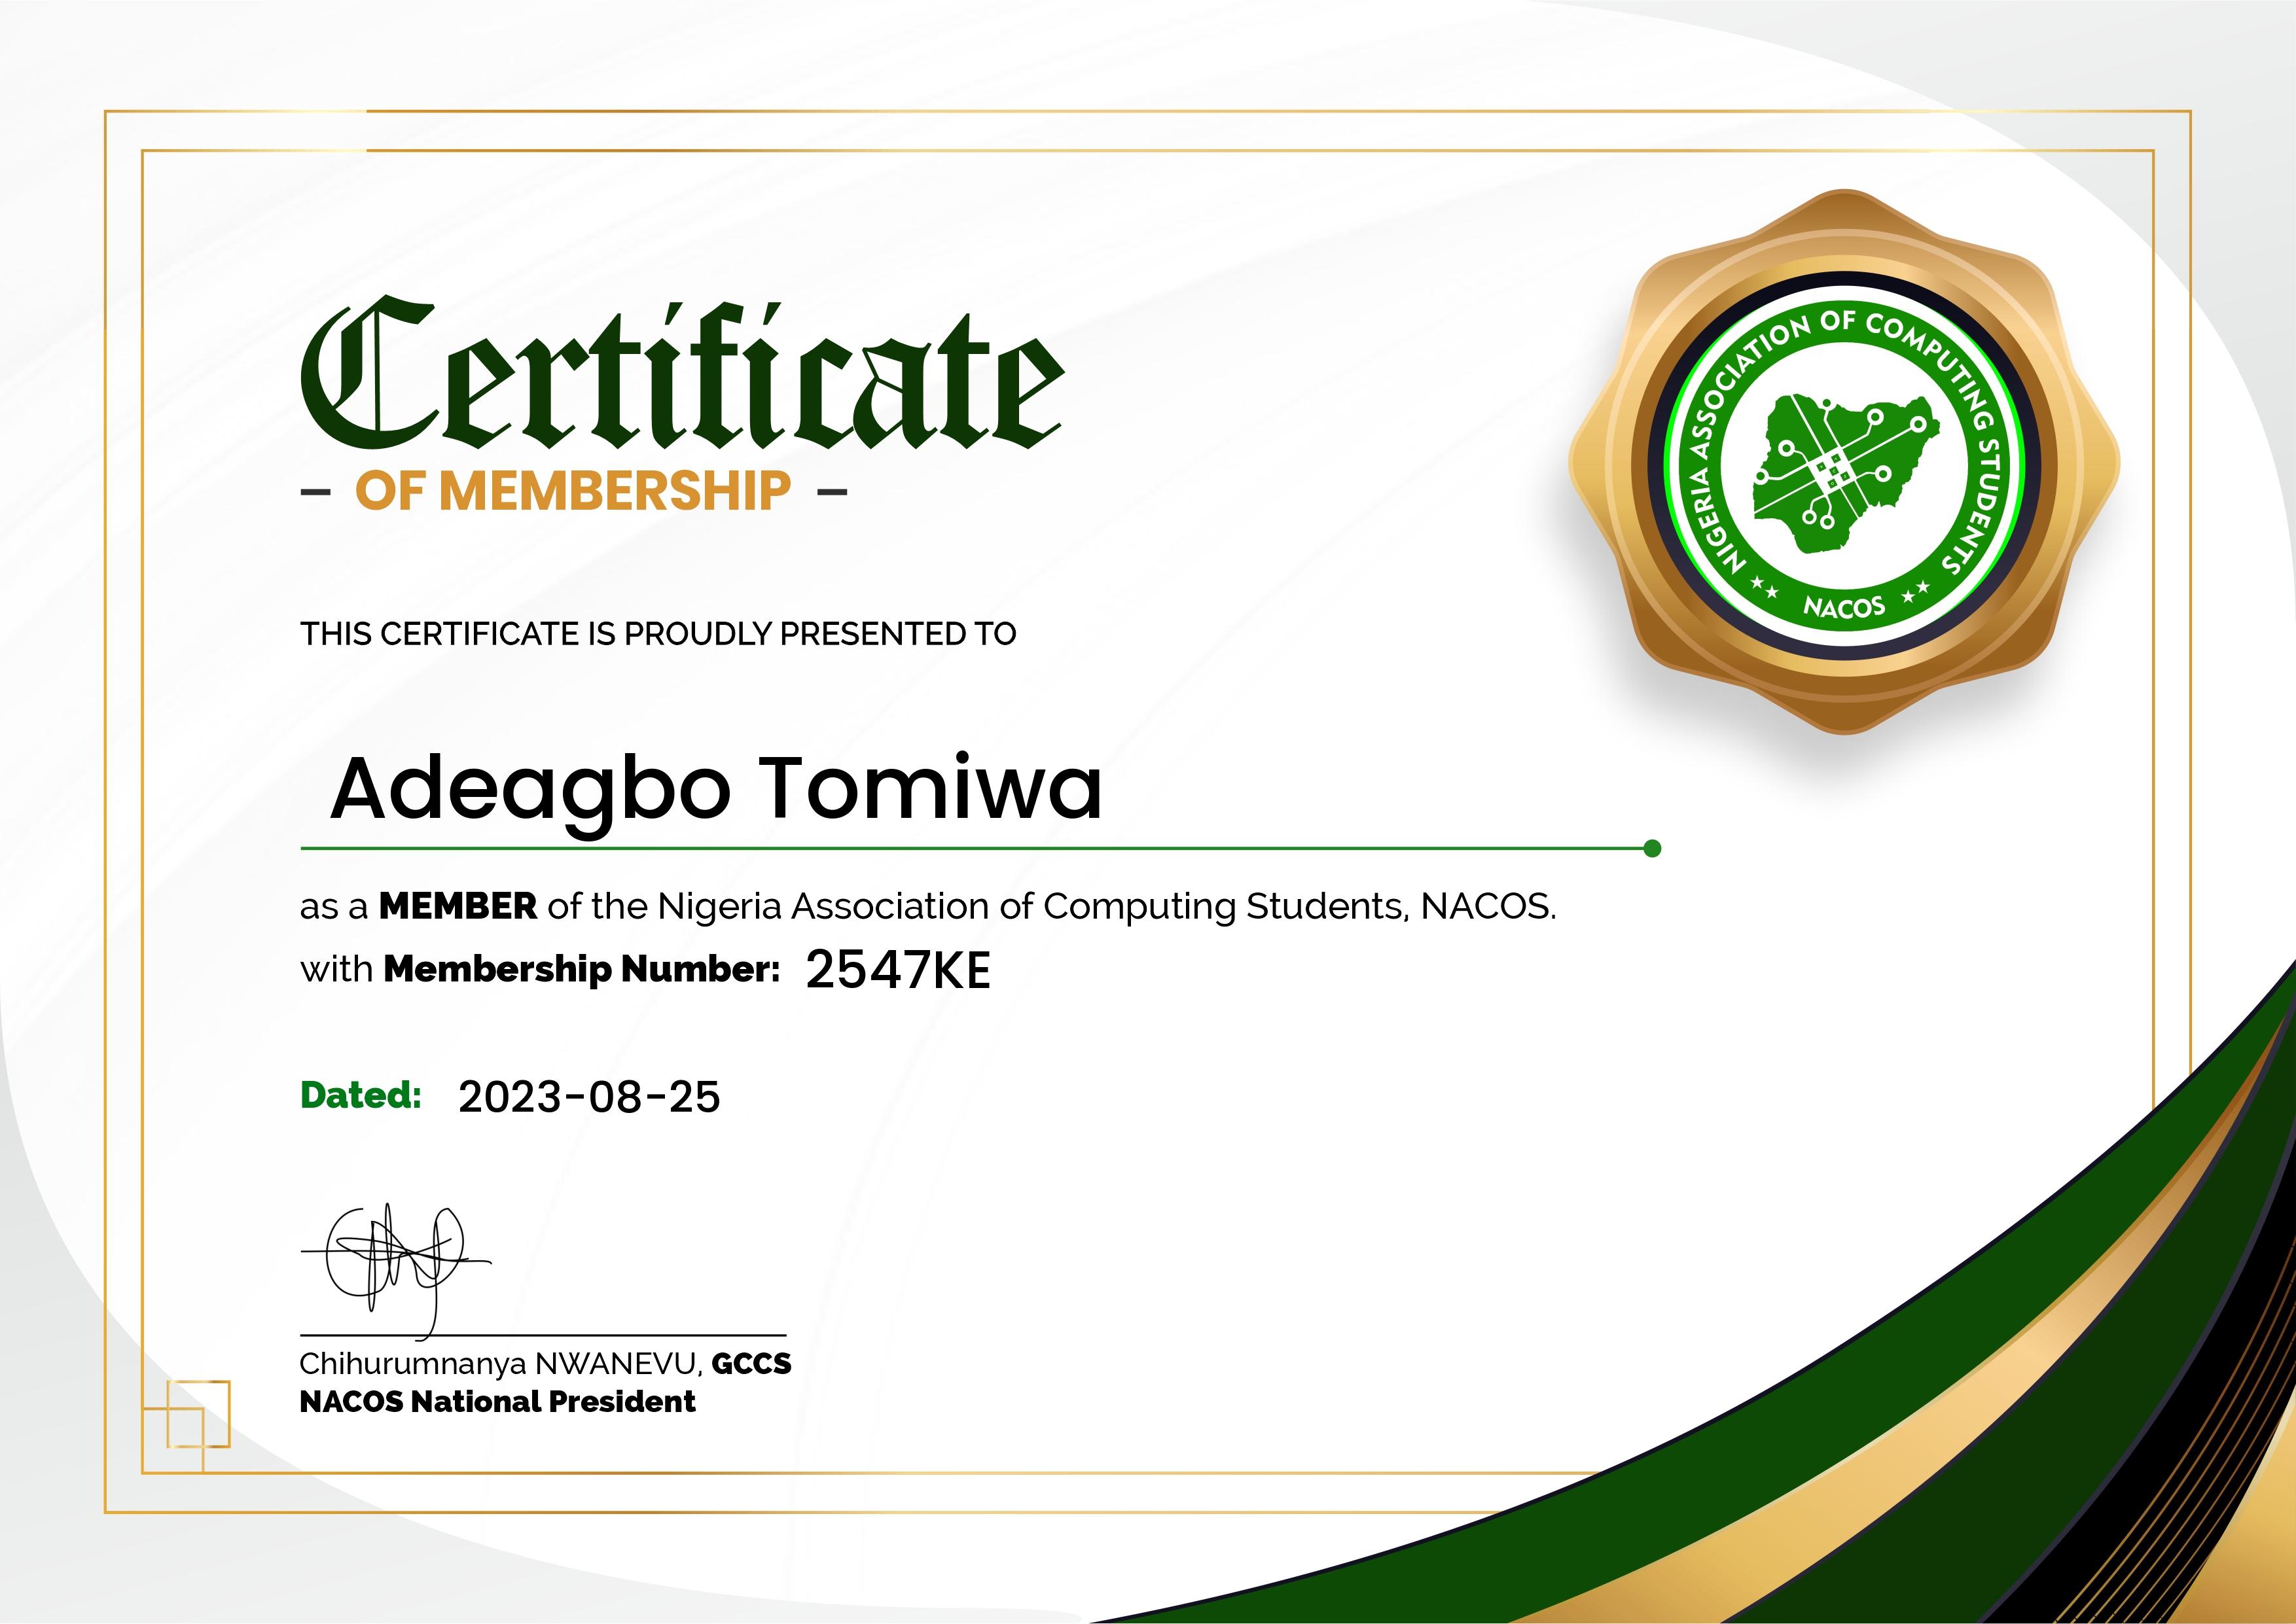 Certificate
– OF MEMBERSHIP –
THIS CERTIFICATE IS PROUDLY PRESENTED TO
Adeagbo Tomiwa
as a MEMBER of the Nigeria Association of Computing Students, NACOS.
with Membership Number: 2547KE
Dated: 2023-08-25
Chihurumnanya NWANEVU, GCCS
NACOS National President
NIGERIA ASSOCIATION OF COMPUTING STUDENTS
NACOS